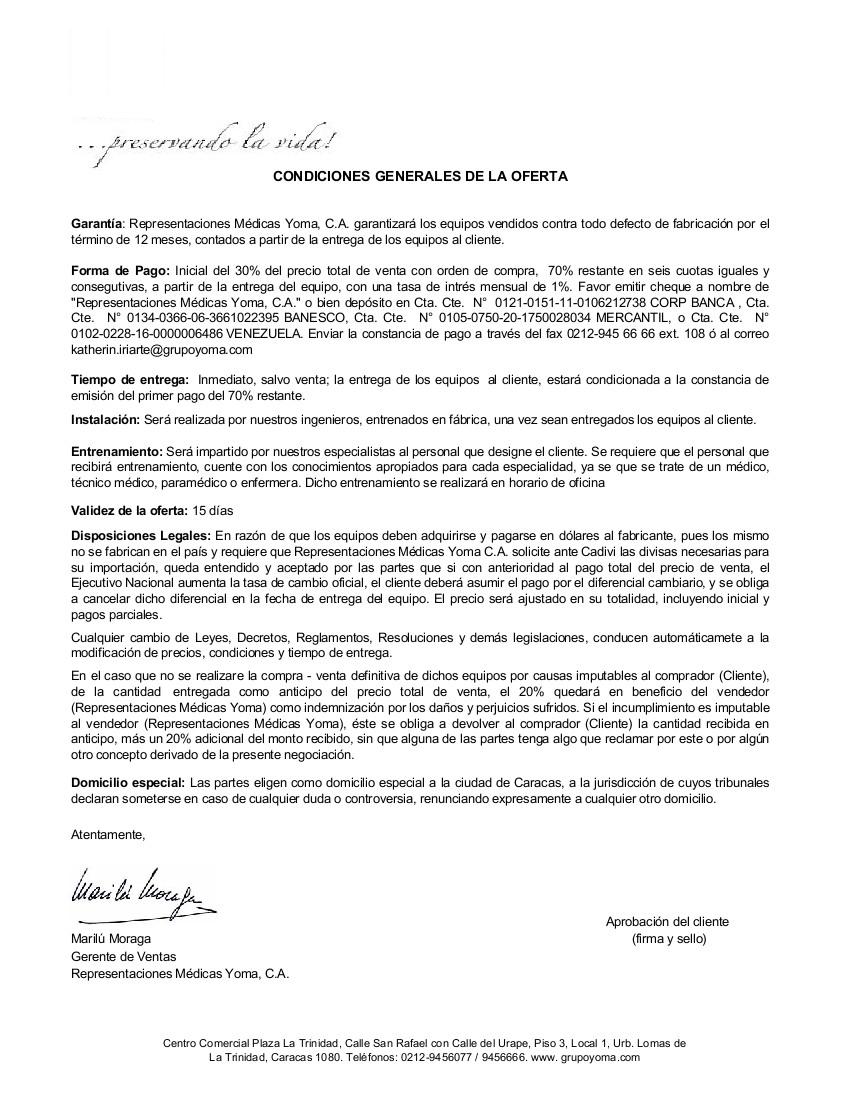 ...preservando la vida!
CONDICIONES GENERALES DE LA OFERTA
Garantía: Representaciones Médicas Yoma, C.A. garantizará los equipos vendidos contra todo defecto de fabricación por el
término de 12 meses, contados a partir de la entrega de los equipos al cliente.
Forma de Pago: Inicial del 30% del precio total de venta con orden de compra, 70% restante en seis cuotas iguales y
consegutivas, a partir de la entrega del equipo, con una tasa de intrés mensual de 1%. Favor emitir cheque a nombre de
"Representaciones Médicas Yoma, C.A." o bien depósito en Cta. Cte. N° 0121-0151-11-0106212738 CORP BANCA , Cta.
Cte. N° 0134-0366-06-3661022395 BANESCO, Cta. Cte. N° 0105-0750-20-1750028034 MERCANTIL, o Cta. Cte. N°
0102-0228-16-0000006486 VENEZUELA. Enviar la constancia de pago a través del fax 0212-945 66 66 ext. 108 ó al correo
katherin.iriarte@grupoyoma.com
Tiempo de entrega: Inmediato, salvo venta; la entrega de los equipos al cliente, estará condicionada a la constancia de
emisión del primer pago del 70% restante.
Instalación: Será realizada por nuestros ingenieros, entrenados en fábrica, una vez sean entregados los equipos al cliente.
Entrenamiento: Será impartido por nuestros especialistas al personal que designe el cliente. Se requiere que el personal que
recibirá entrenamiento, cuente con los conocimientos apropiados para cada especialidad, ya se que se trate de un médico,
técnico médico, paramédico o enfermera. Dicho entrenamiento se realizará en horario de oficina
Validez de la oferta: 15 días
Disposiciones Legales: En razón de que los equipos deben adquirirse y pagarse en dólares al fabricante, pues los mismo
no se fabrican en el país y requiere que Representaciones Médicas Yoma C.A. solicite ante Cadivi las divisas necesarias para
su importación, queda entendido y aceptado por las partes que si con anterioridad al pago total del precio de venta, el
Ejecutivo Nacional aumenta la tasa de cambio oficial, el cliente deberá asumir el pago por el diferencial cambiario, y se obliga
a cancelar dicho diferencial en la fecha de entrega del equipo. El precio será ajustado en su totalidad, incluyendo inicial y
pagos parciales.
Cualquier cambio de Leyes, Decretos, Reglamentos, Resoluciones y demás legislaciones, conducen automáticamete a la
modificación de precios, condiciones y tiempo de entrega.
En el caso que no se realizare la compra - venta definitiva de dichos equipos por causas imputables al comprador (Cliente),
de la cantidad entregada como anticipo del precio total de venta, el 20% quedará en beneficio del vendedor
(Representaciones Médicas Yoma) como indemnización por los daños y perjuicios sufridos. Si el incumplimiento es imputable
al vendedor (Representaciones Médicas Yoma), éste se obliga a devolver al comprador (Cliente) la cantidad recibida en
anticipo, más un 20% adicional del monto recibido, sin que alguna de las partes tenga algo que reclamar por este o por algún
otro concepto derivado de la presente negociación.
Domicilio especial: Las partes eligen como domicilio especial a la ciudad de Caracas, a la jurisdicción de cuyos tribunales
declaran someterse en caso de cualquier duda o controversia, renunciando expresamente a cualquier otro domicilio.
Atentamente,
Marilú Moraga
Marilú Moraga
Gerente de Ventas
Representaciones Médicas Yoma, C.A.
Aprobación del cliente
(firma y sello)
Centro Comercial Plaza La Trinidad, Calle San Rafael con Calle del Urape, Piso 3, Local 1, Urb. Lomas de
La Trinidad, Caracas 1080. Teléfonos: 0212-9456077 / 9456666. www. grupoyoma.com